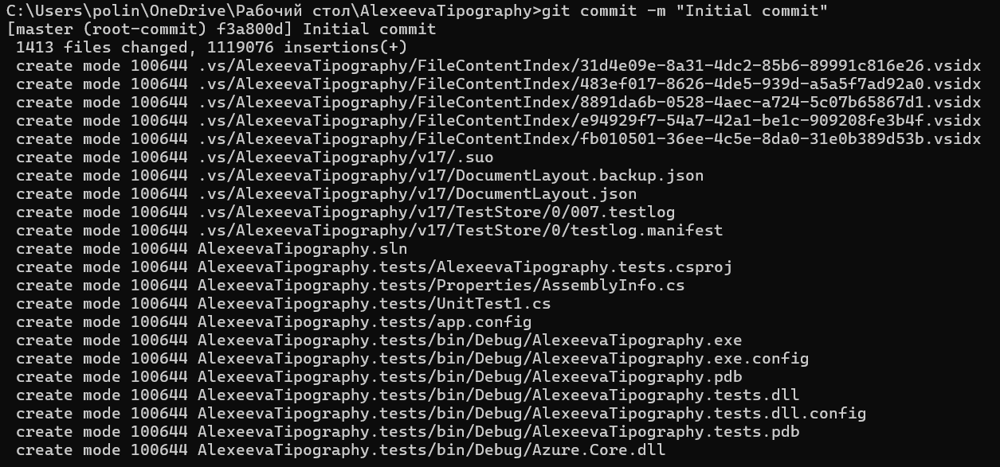 C:\Users\polin\OneDrive\Рабочий стол\AlexeevaTipography>git commit -m "Initial commit"
[master (root-commit) f3a800d] Initial commit
 1413 files changed, 1119076 insertions(+)
 create mode 100644 .vs/AlexeevaTipography/FileContentIndex/31d4e09e-8a31-4dc2-85b6-89991c816e26.vsidx
 create mode 100644 .vs/AlexeevaTipography/FileContentIndex/483ef017-8626-4de5-939d-a5a5f7ad92a0.vsidx
 create mode 100644 .vs/AlexeevaTipography/FileContentIndex/8891da6b-0528-4aec-a724-5c07b65867d1.vsidx
 create mode 100644 .vs/AlexeevaTipography/FileContentIndex/e94929f7-54a7-42a1-be1c-909208fe3b4f.vsidx
 create mode 100644 .vs/AlexeevaTipography/FileContentIndex/fb010501-36ee-4c5e-8da0-31e0b389d53b.vsidx
 create mode 100644 .vs/AlexeevaTipography/v17/.suo
 create mode 100644 .vs/AlexeevaTipography/v17/DocumentLayout.backup.json
 create mode 100644 .vs/AlexeevaTipography/v17/DocumentLayout.json
 create mode 100644 .vs/AlexeevaTipography/v17/TestStore/0/007.testlog
 create mode 100644 .vs/AlexeevaTipography/v17/TestStore/0/testlog.manifest
 create mode 100644 AlexeevaTipography.sln
 create mode 100644 AlexeevaTipography.tests/AlexeevaTipography.tests.csproj
 create mode 100644 AlexeevaTipography.tests/Properties/AssemblyInfo.cs
 create mode 100644 AlexeevaTipography.tests/UnitTest1.cs
 create mode 100644 AlexeevaTipography.tests/app.config
 create mode 100644 AlexeevaTipography.tests/bin/Debug/AlexeevaTipography.exe
 create mode 100644 AlexeevaTipography.tests/bin/Debug/AlexeevaTipography.exe.config
 create mode 100644 AlexeevaTipography.tests/bin/Debug/AlexeevaTipography.pdb
 create mode 100644 AlexeevaTipography.tests/bin/Debug/AlexeevaTipography.tests.dll
 create mode 100644 AlexeevaTipography.tests/bin/Debug/AlexeevaTipography.tests.dll.config
 create mode 100644 AlexeevaTipography.tests/bin/Debug/AlexeevaTipography.tests.pdb
 create mode 100644 AlexeevaTipography.tests/bin/Debug/Azure.Core.dll